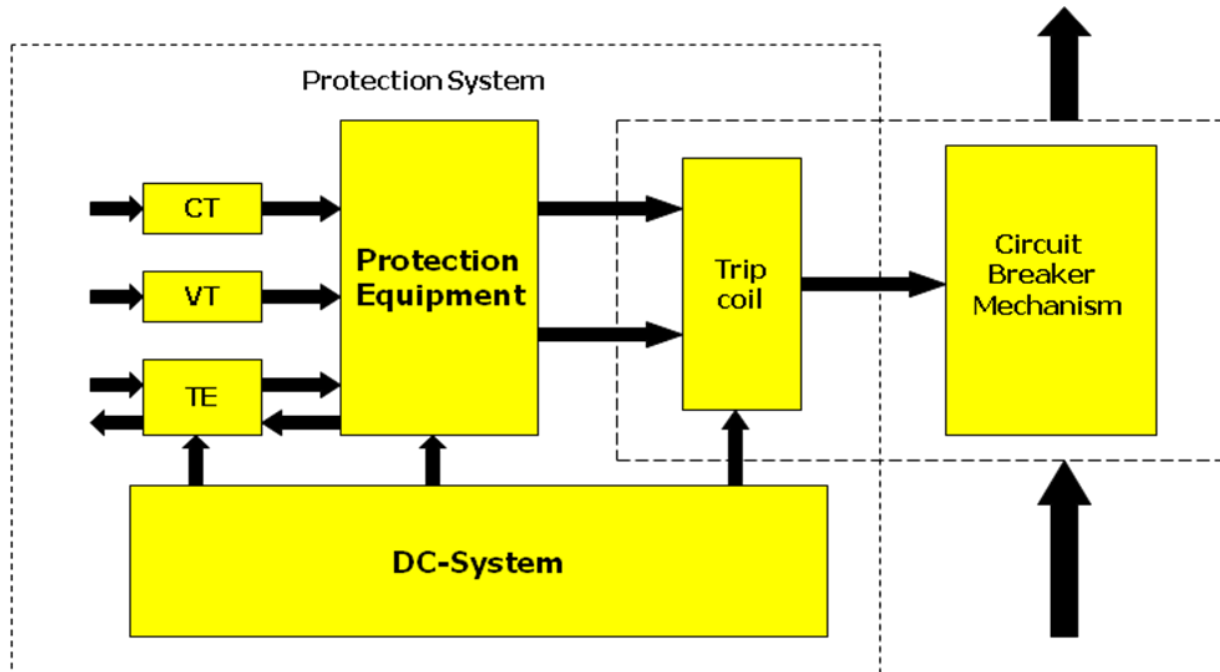 Protection System
CT
VT
TE
Protection
Equipment
Trip
coil
Circuit
Breaker
Mechanism
DC-System